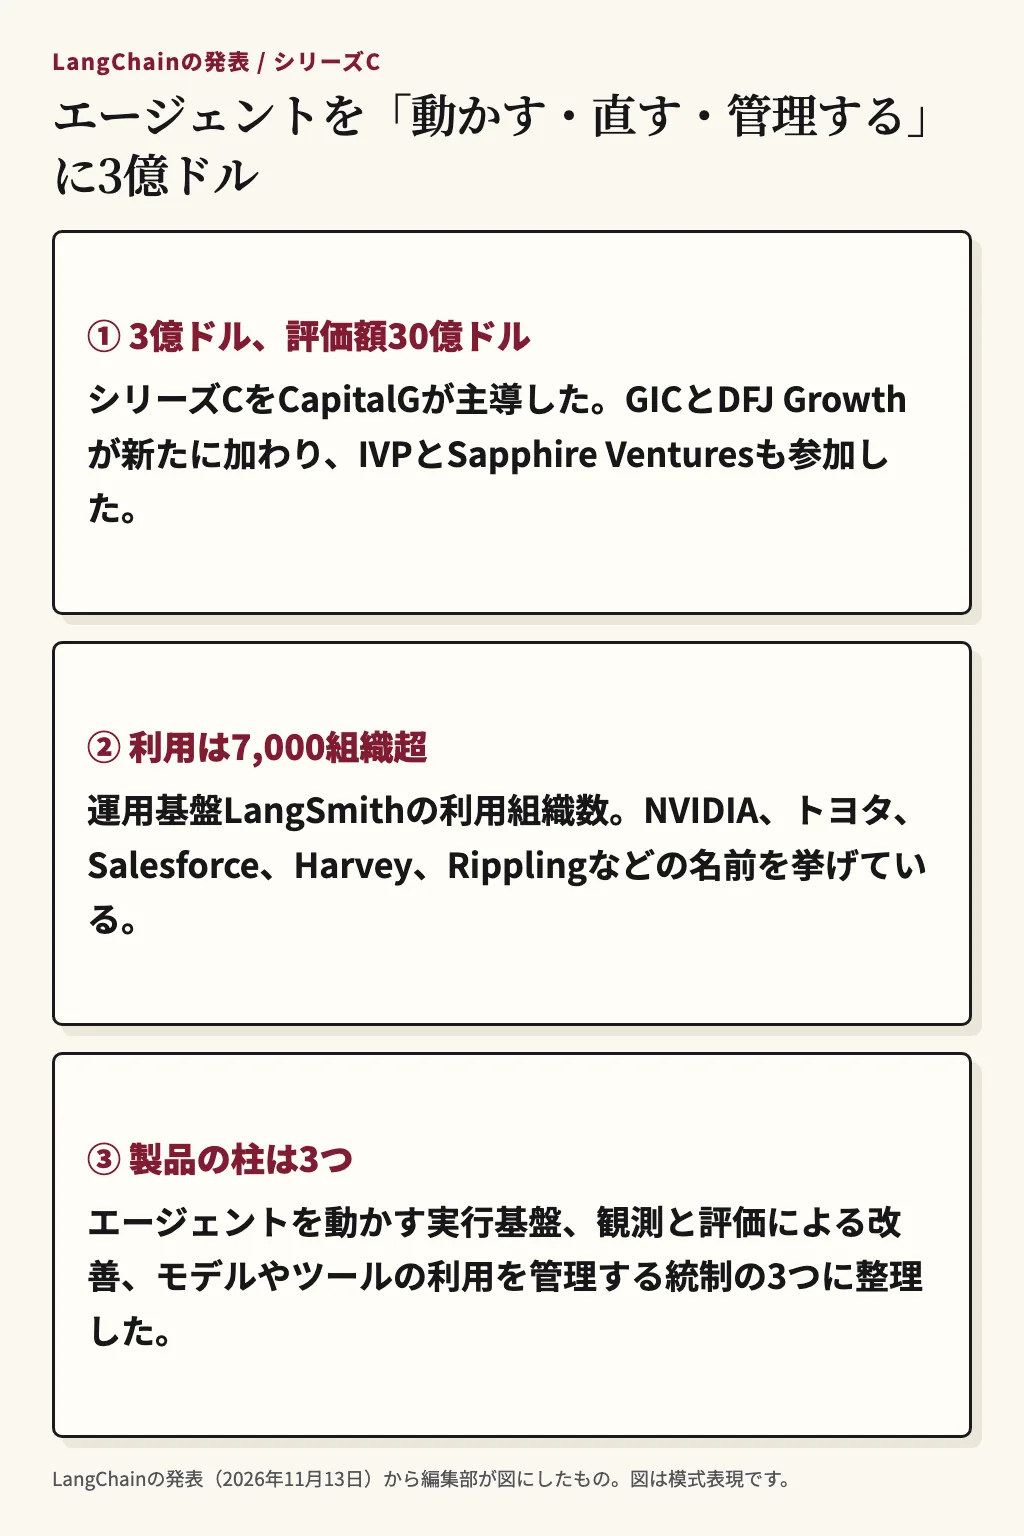 LangChainの発表 / シリーズC
エージェントを「動かす・直す・管理する」
に3億ドル
① 3億ドル、評価額30億ドル
シリーズCをCapitalGが主導した。GICとDFJ Growth
が新たに加わり、IVPとSapphire Venturesも参加し
た。
② 利用は7,000組織超
運用基盤LangSmithの利用組織数。NVIDIA、トヨタ、
Salesforce、Harvey、Ripplingなどの名前を挙げてい
る。
③ 製品の柱は3つ
エージェントを動かす実行基盤、観測と評価による改
善、モデルやツールの利用を管理する統制の3つに整理
した。
LangChainの発表（2026年11月13日）から編集部が図にしたもの。図は模式表現です。